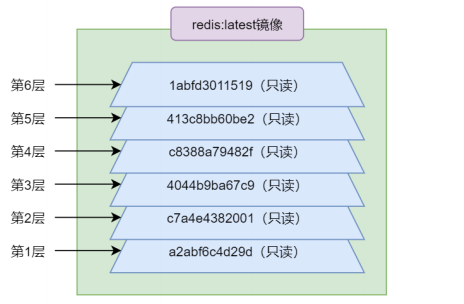 redis:latest镜像
第6层 1abfd3011519（只读）
第5层 413c8bb60be2（只读）
第4层 c8388a79482f（只读）
第3层 4044b9ba67c9（只读）
第2层 c7a4e4382001（只读）
第1层 a2abf6c4d29d（只读）